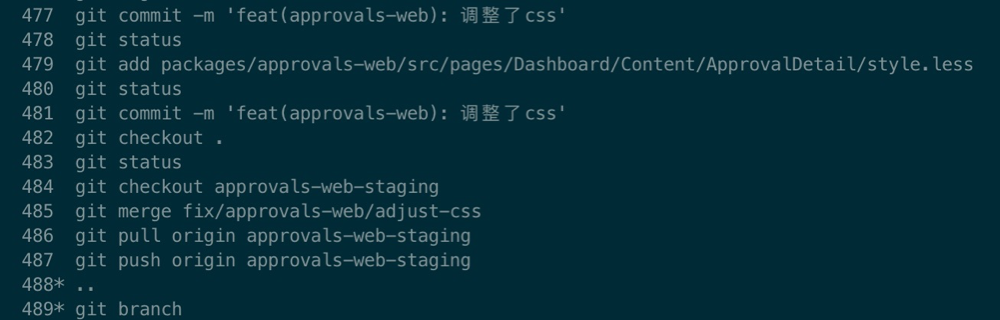 477 git commit -m 'feat(approvals-web): 调整了css'
478 git status
479 git add packages/approvals-web/src/pages/Dashboard/Content/ApprovalDetail/style.less
480 git status
481 git commit -m 'feat(approvals-web): 调整了css'
482 git checkout .
483 git status
484 git checkout approvals-web-staging
485 git merge fix/approvals-web/adjust-css
486 git pull origin approvals-web-staging
487 git push origin approvals-web-staging
488* ..
489* git branch